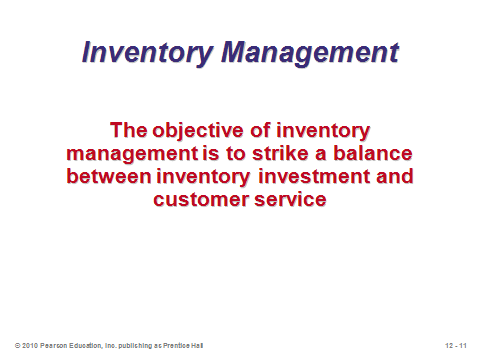 Inventory Management
The objective of inventory
management is to strike a balance
between inventory investment and
customer service
© 2010 Pearson Education, Inc. publishing as Prentice Hall
12 - 11